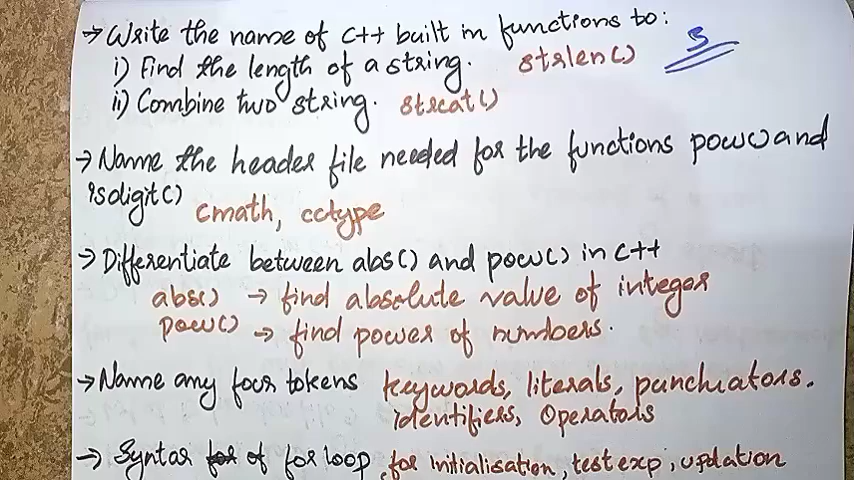 → Write the name of C++ built in functions to:
i) Find the length of a string. strlen()
ii) Combine two string. strcat()
3
→ Name the header file needed for the functions pow() and
isdigit() cmath, cctype
→ Differentiate between abs() and pow() in C++
abs() → find absolute value of integer
pow() → find power of numbers.
→ Name any four tokens keywords, literals, punctuators.
identifiers, operators
→ Syntax of for loop, for initialisation, test exp, updation